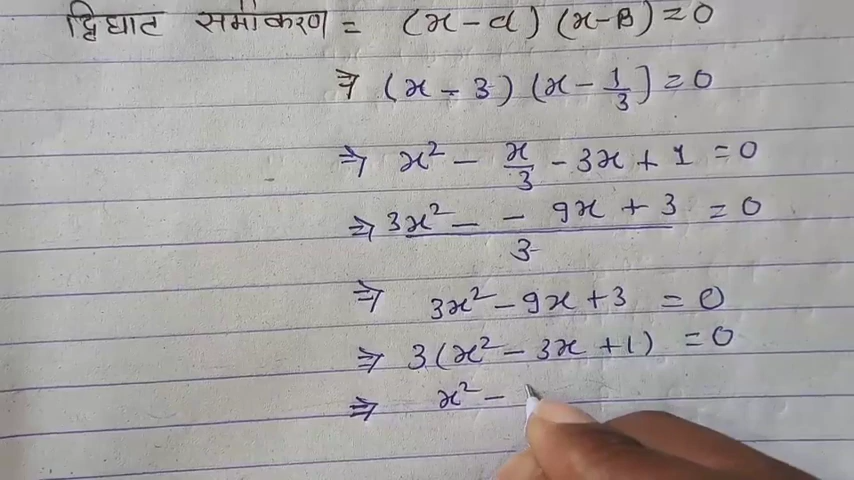 द्विघात समीकरण = (x - α) (x - β) = 0
⇒ (x - 3) (x - 1/3] = 0
⇒ x² - x/3 - 3x + 1 = 0
⇒ 3x² - - 9x + 3 / 3 = 0
⇒ 3x² - 9x + 3 = 0
⇒ 3(x² - 3x + 1) = 0
⇒ x² -